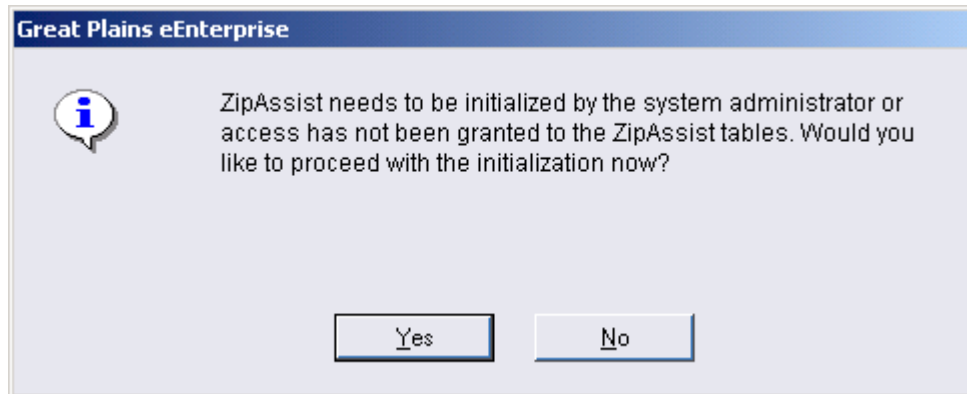 Great Plains eEnterprise
ZipAssist needs to be initialized by the system administrator or
access has not been granted to the ZipAssist tables. Would you
like to proceed with the initialization now?
Yes
No